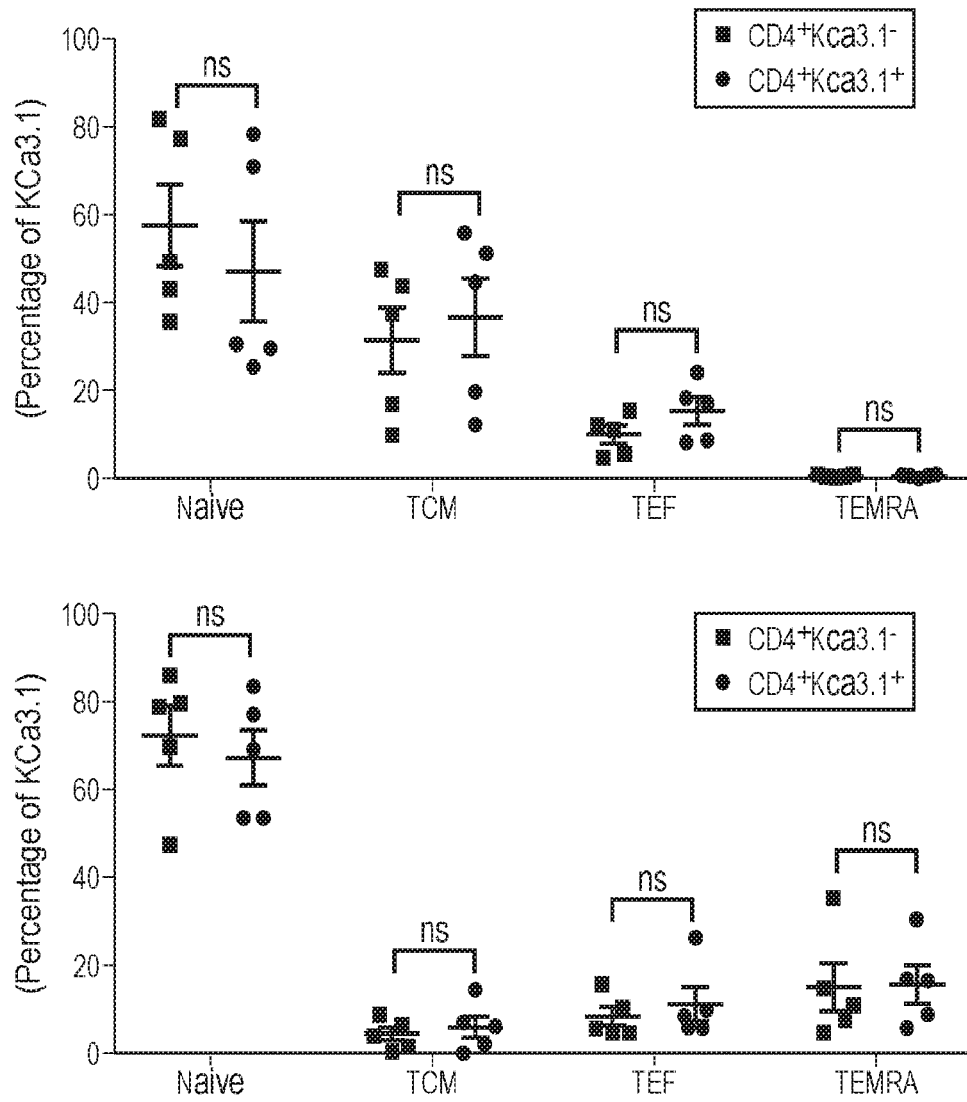 (Percentage of KCa3.1)
100
80
60
40
20
0
ns
ns
ns
ns
CD4⁺Kca3.1⁻
CD4⁺Kca3.1⁺
Naive TCM TEF TEMRA
(Percentage of KCa3.1)
100
80
60
40
20
0
ns
ns
ns
ns
CD4⁺Kca3.1⁻
CD4⁺Kca3.1⁺
Naive TCM TEF TEMRA